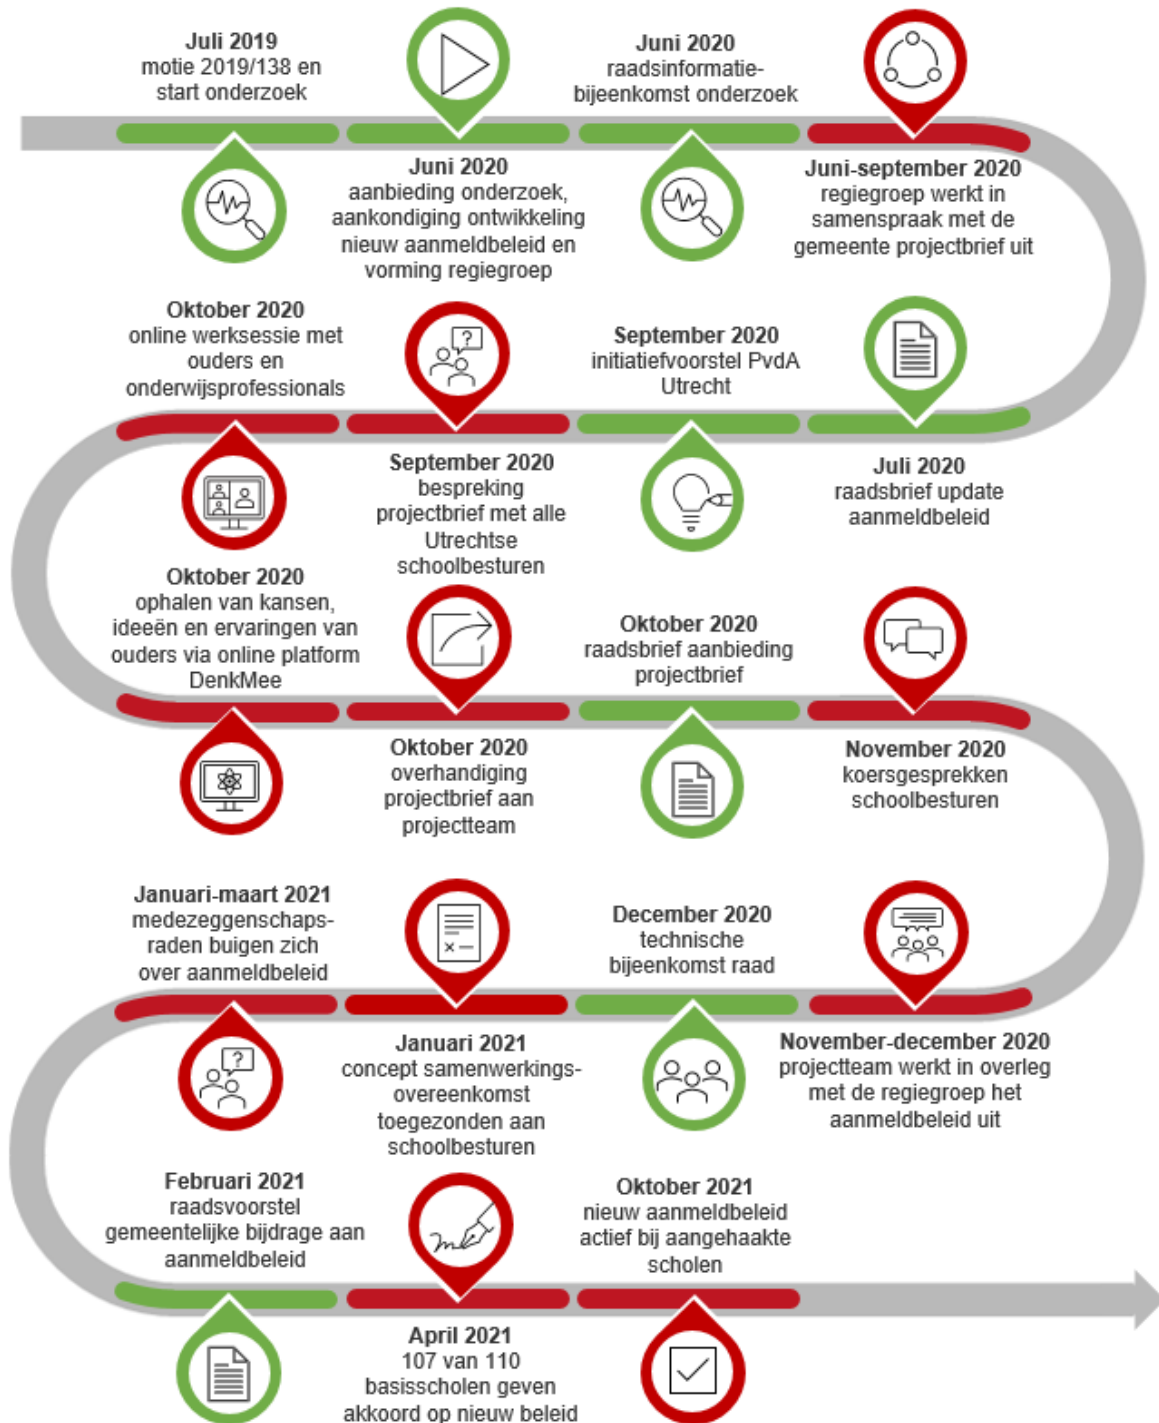 Juli 2019
motie 2019/138 en
start onderzoek
Juni 2020
aanbieding onderzoek,
aankondiging ontwikkeling
nieuw aanmeldbeleid en
vorming regiegroep
Juni 2020
raadsinformatie-
bijeenkomst onderzoek
Juni-september 2020
regiegroep werkt in
samenspraak met de
gemeente projectbrief uit
Juli 2020
raadsbrief update
aanmeldbeleid
September 2020
initiatiefvoorstel PvdA
Utrecht
?
September 2020
bespreking
projectbrief met alle
Utrechtse
schoolbesturen
Oktober 2020
online werksessie met
ouders en
onderwijsprofessionals
Oktober 2020
ophalen van kansen,
ideeën en ervaringen van
ouders via online platform
DenkMee
Oktober 2020
overhandiging
projectbrief aan
projectteam
Oktober 2020
raadsbrief aanbieding
projectbrief
November 2020
koersgesprekken
schoolbesturen
November-december 2020
projectteam werkt in overleg
met de regiegroep het
aanmeldbeleid uit
December 2020
technische
bijeenkomst raad
Januari 2021
concept samenwerkings-
overeenkomst
toegezonden aan
schoolbesturen
Januari-maart 2021
medezeggenschaps-
raden buigen zich
over aanmeldbeleid
?
Februari 2021
raadsvoorstel
gemeentelijke bijdrage aan
aanmeldbeleid
April 2021
107 van 110
basisscholen geven
akkoord op nieuw beleid
Oktober 2021
nieuw aanmeldbeleid
actief bij aangehaakte
scholen